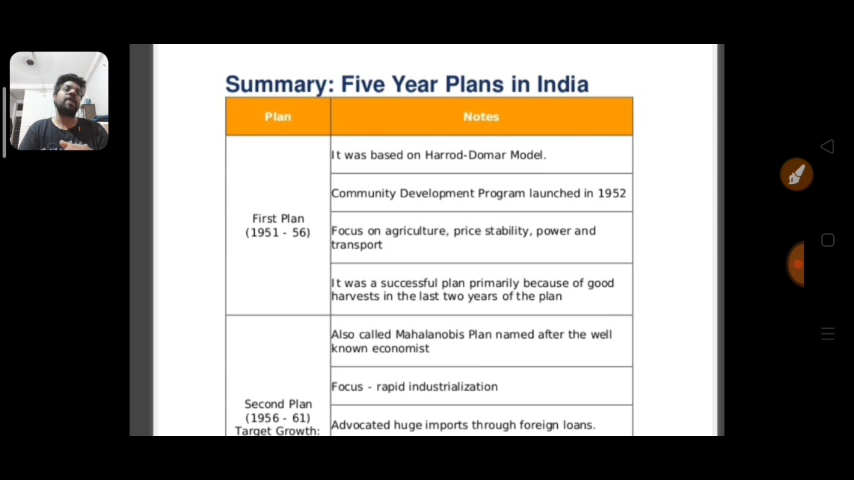 Summary: Five Year Plans in India
Plan
Notes
First Plan
(1951 - 56)
It was based on Harrod-Domar Model.
Community Development Program launched in 1952
Focus on agriculture, price stability, power and
transport
It was a successful plan primarily because of good
harvests in the last two years of the plan
Second Plan
(1956 - 61)
Target Growth:
Also called Mahalanobis Plan named after the well
known economist
Focus - rapid industrialization
Advocated huge imports through foreign loans.